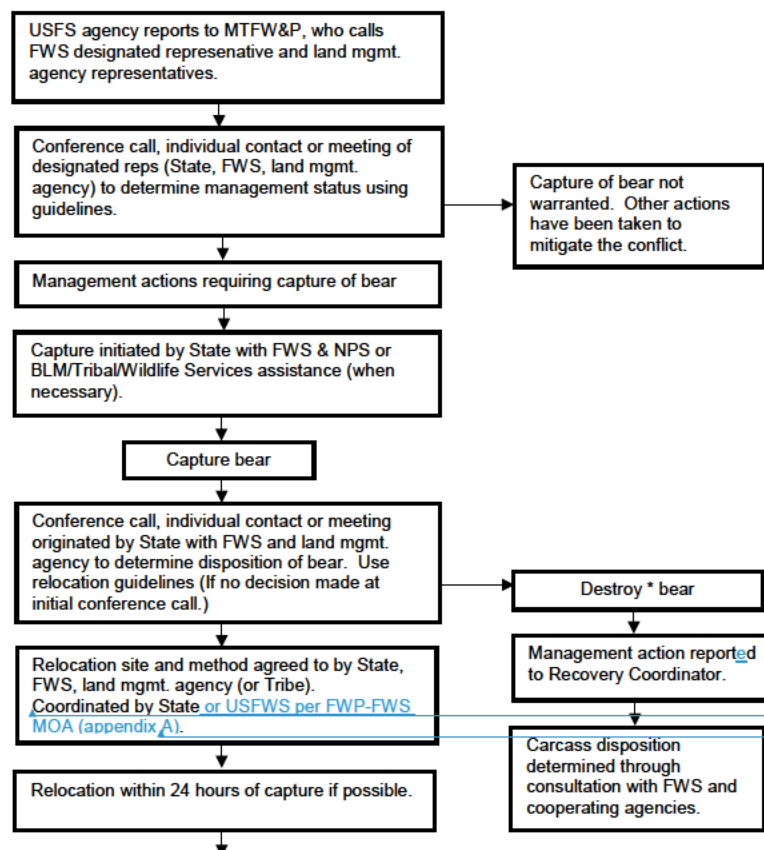 USFS agency reports to MTFW&P, who calls
FWS designated represenative and land mgmt.
agency representatives.
Conference call, individual contact or meeting of
designated reps (State, FWS, land mgmt.
agency) to determine management status using
guidelines.
Capture of bear not
warranted. Other actions
have been taken to
mitigate the conflict.
Management actions requiring capture of bear
Capture initiated by State with FWS & NPS or
BLM/Tribal/Wildlife Services assistance (when
necessary).
Capture bear
Conference call, individual contact or meeting
originated by State with FWS and land mgmt.
agency to determine disposition of bear. Use
relocation guidelines (If no decision made at
initial conference call.)
Destroy * bear
Management action reported
to Recovery Coordinator.
Relocation site and method agreed to by State,
FWS, land mgmt. agency (or Tribe).
Coordinated by State or USFWS per FWP-FWS
MOA (appendix A).
Carcass disposition
determined through
consultation with FWS and
cooperating agencies.
Relocation within 24 hours of capture if possible.